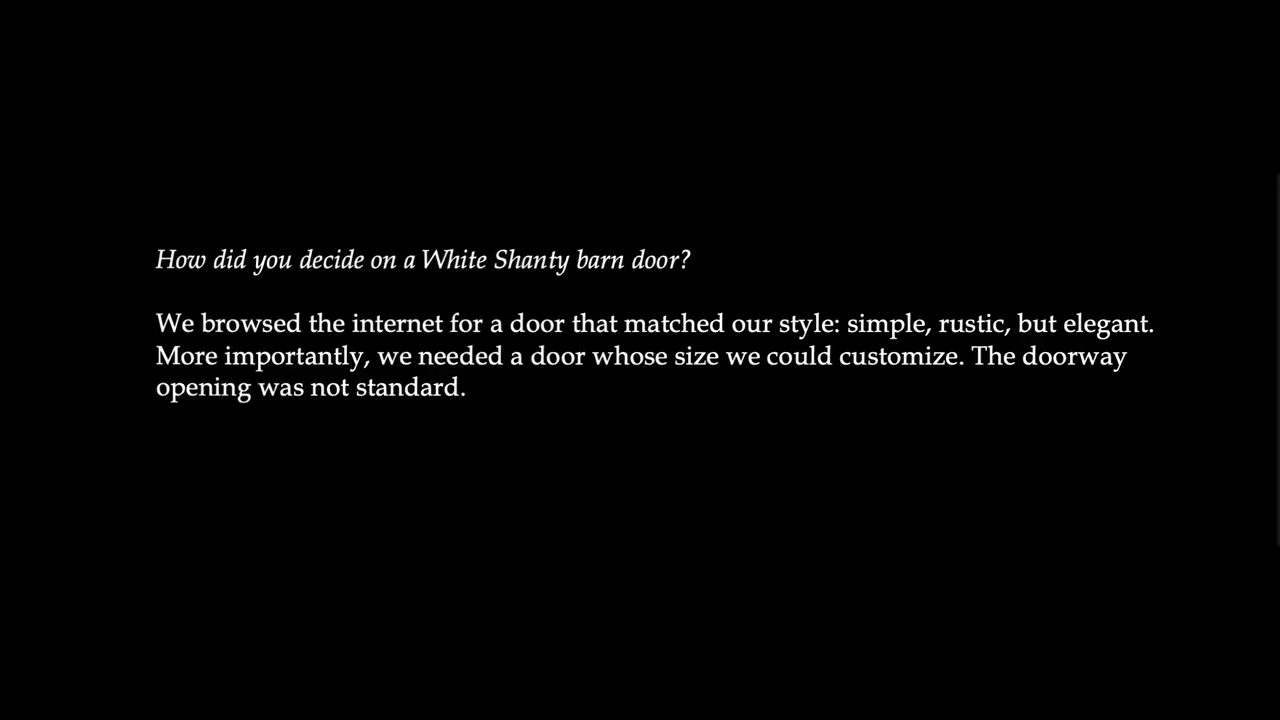 How did you decide on a White Shanty barn door?
We browsed the internet for a door that matched our style: simple, rustic, but elegant.
More importantly, we needed a door whose size we could customize. The doorway
opening was not standard.